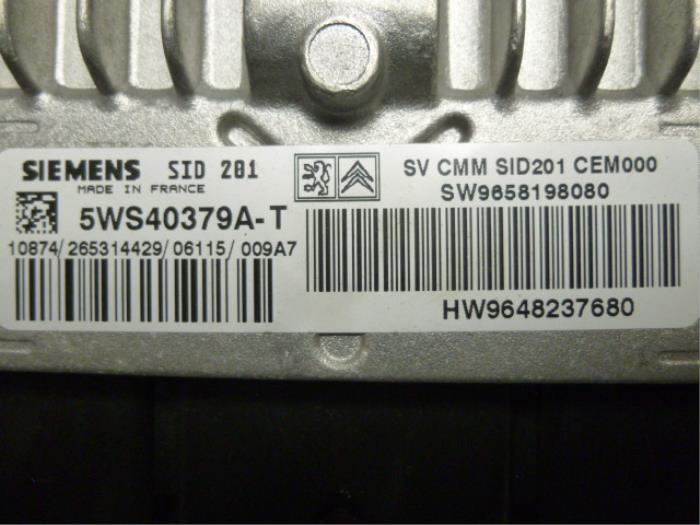 SIEMENS SID 201
MADE IN FRANCE
5WS40379A-T
10874/265314429/06115/009A7
SV CMM SID201 CEM000
SW9658198080
HW9648237680